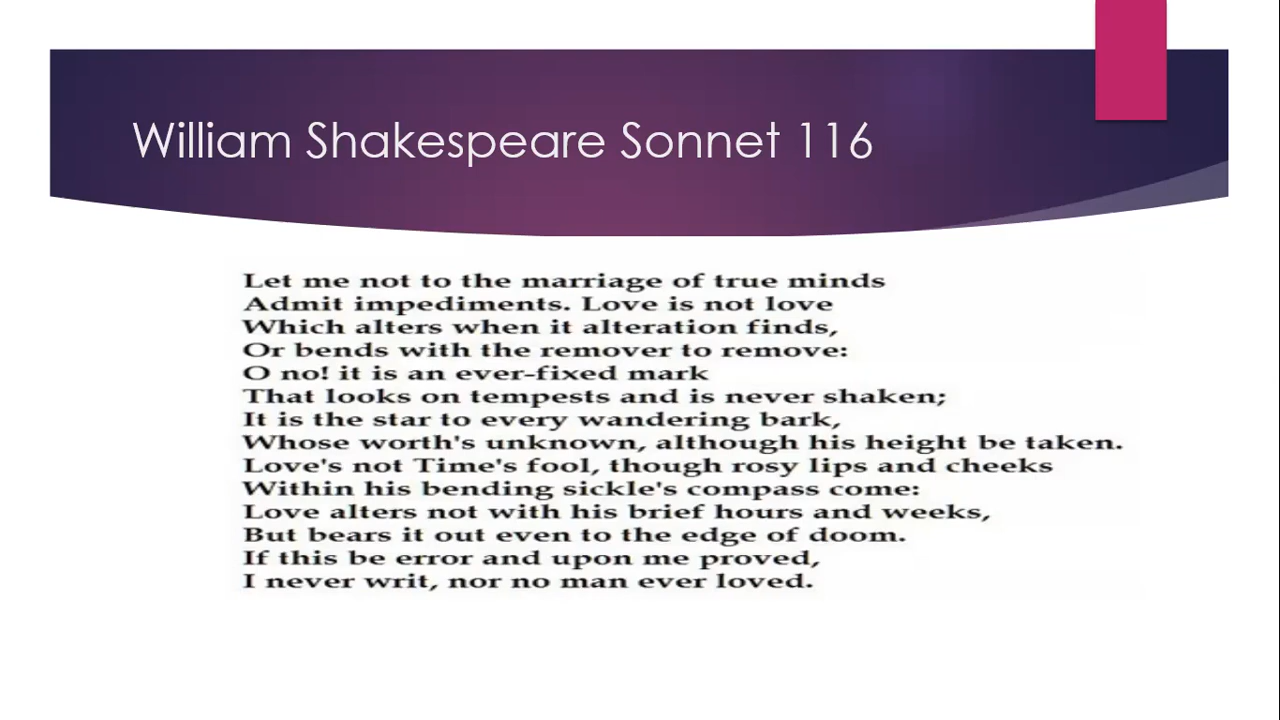 William Shakespeare Sonnet 116
Let me not to the marriage of true minds
Admit impediments. Love is not love
Which alters when it alteration finds,
Or bends with the remover to remove:
O no! it is an ever-fixed mark
That looks on tempests and is never shaken;
It is the star to every wandering bark,
Whose worth's unknown, although his height be taken.
Love's not Time's fool, though rosy lips and cheeks
Within his bending sickle's compass come:
Love alters not with his brief hours and weeks,
But bears it out even to the edge of doom.
If this be error and upon me proved,
I never writ, nor no man ever loved.